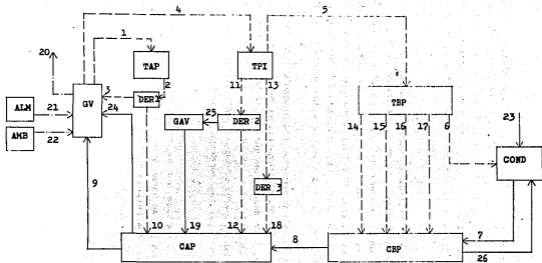 4
5
20
1
TAP
TPI
2
3
GV
DER 1
11
13
TBP
ALM
21
24
GAV
25
DER 2
14
15
16
17
6
23
AMB
22
COND
DER 3
9
10
19
12
18
7
CAP
8
CBP
26